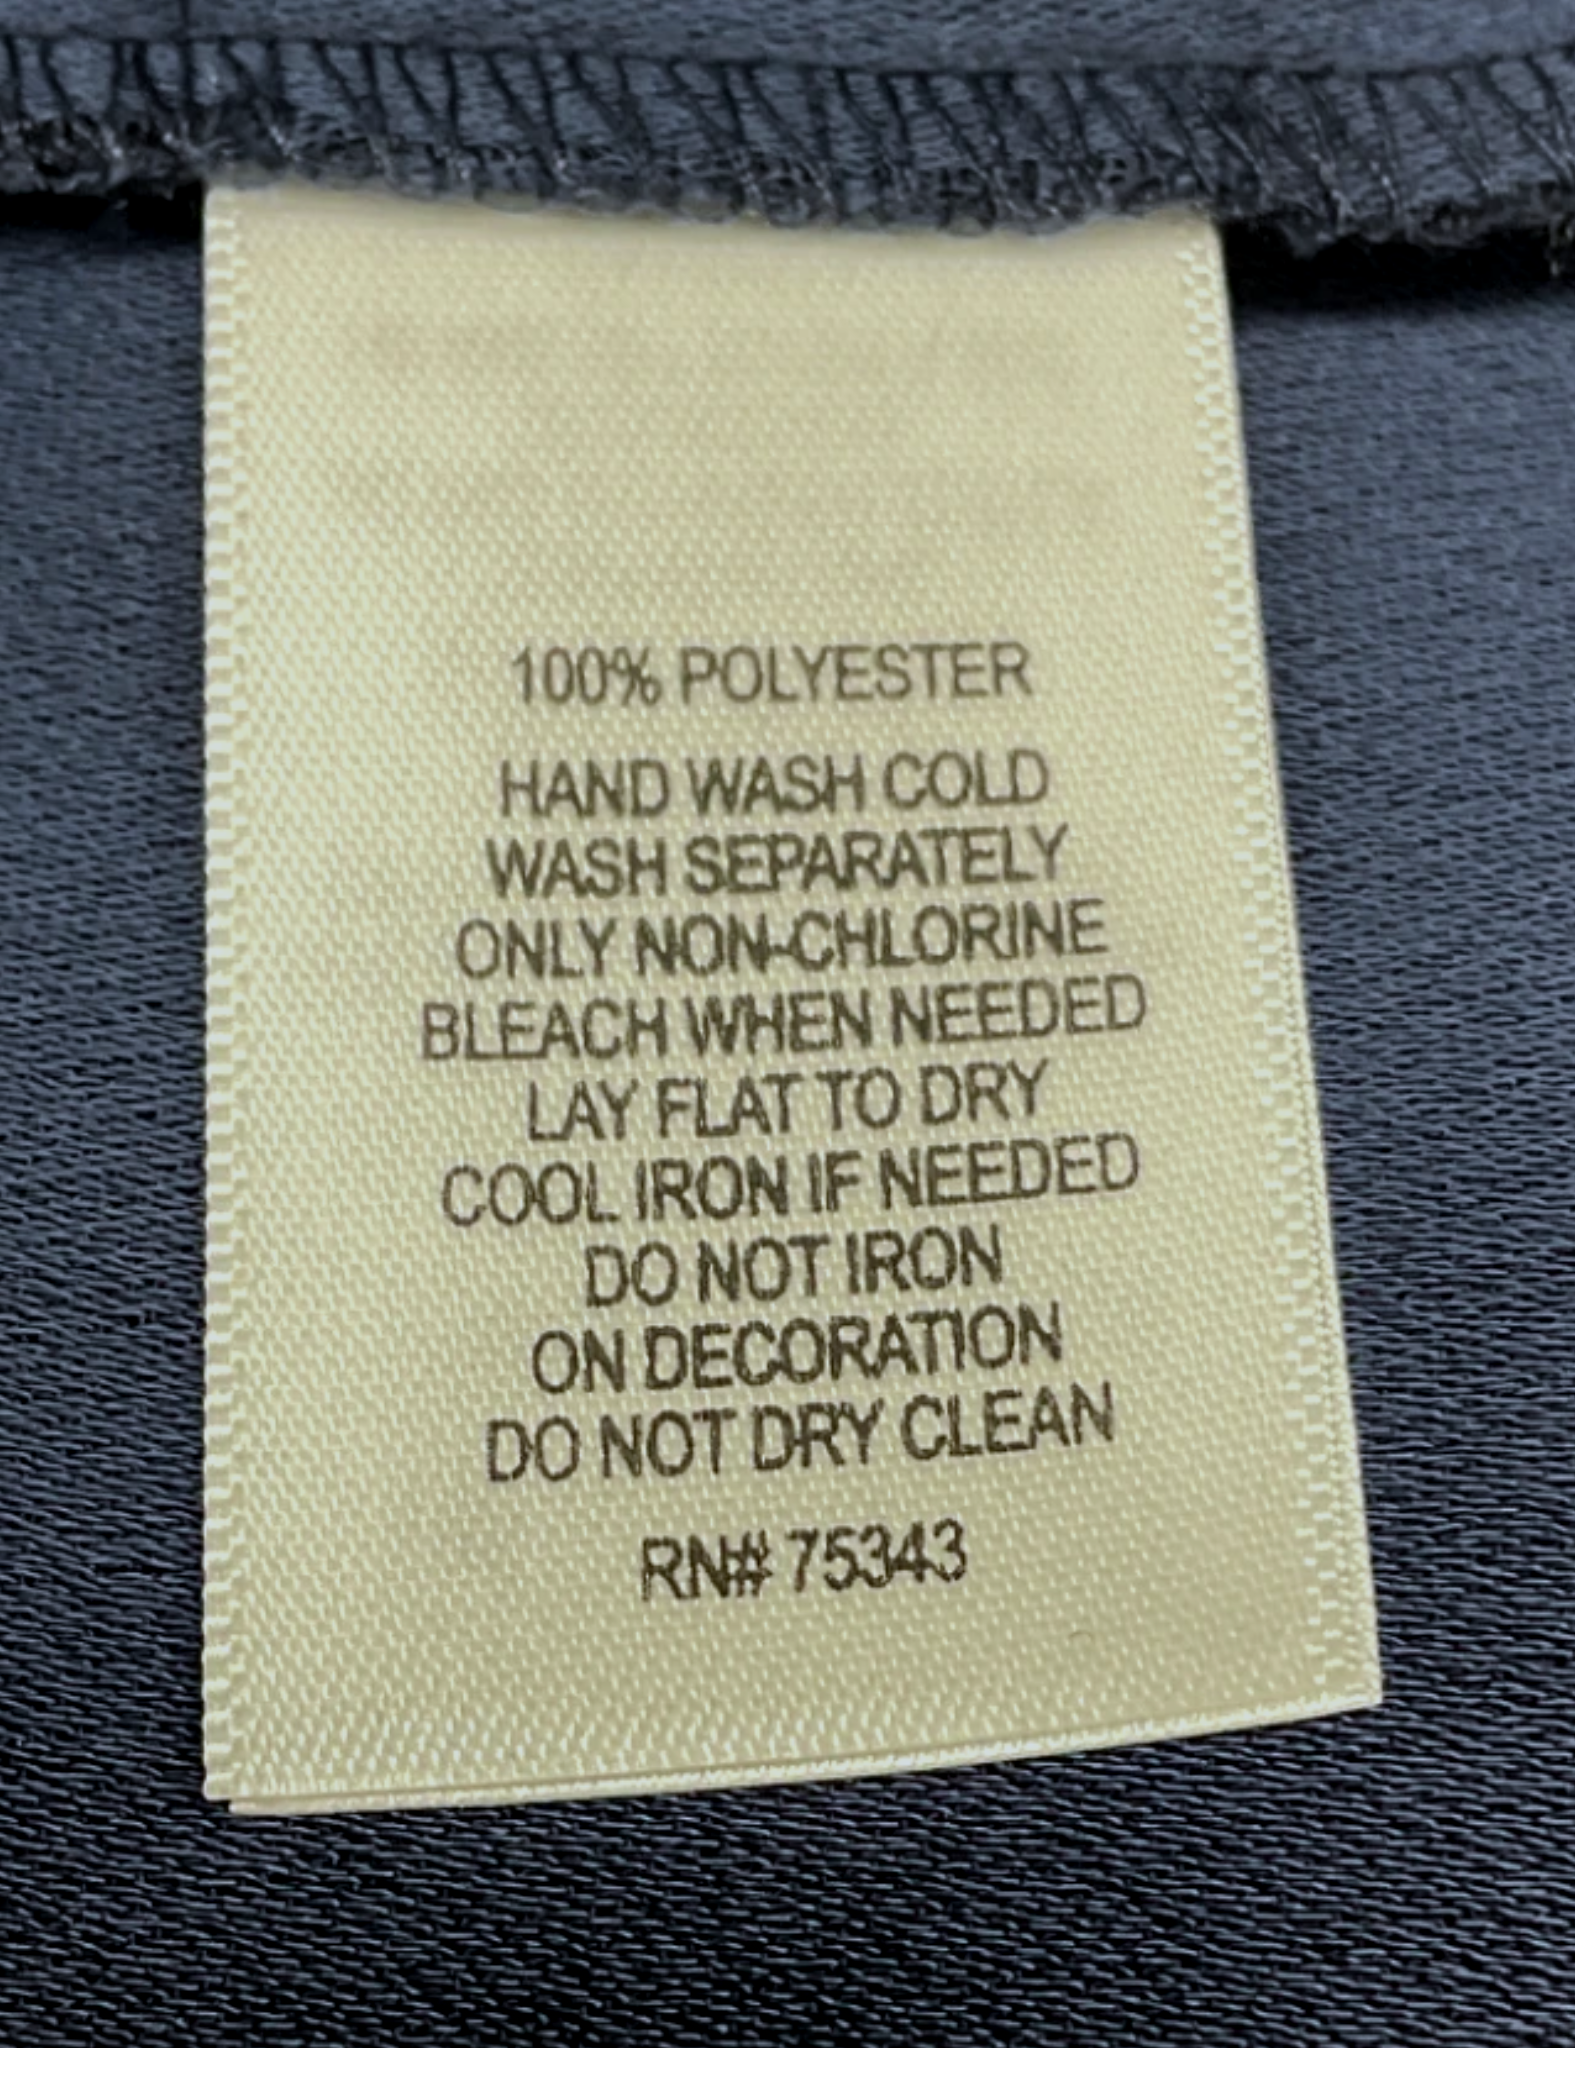 100% POLYESTER
HAND WASH COLD
WASH SEPARATELY
ONLY NON-CHLORINE
BLEACH WHEN NEEDED
LAY FLAT TO DRY
COOL IRON IF NEEDED
DO NOT IRON
ON DECORATION
DO NOT DRY CLEAN
RN# 75343